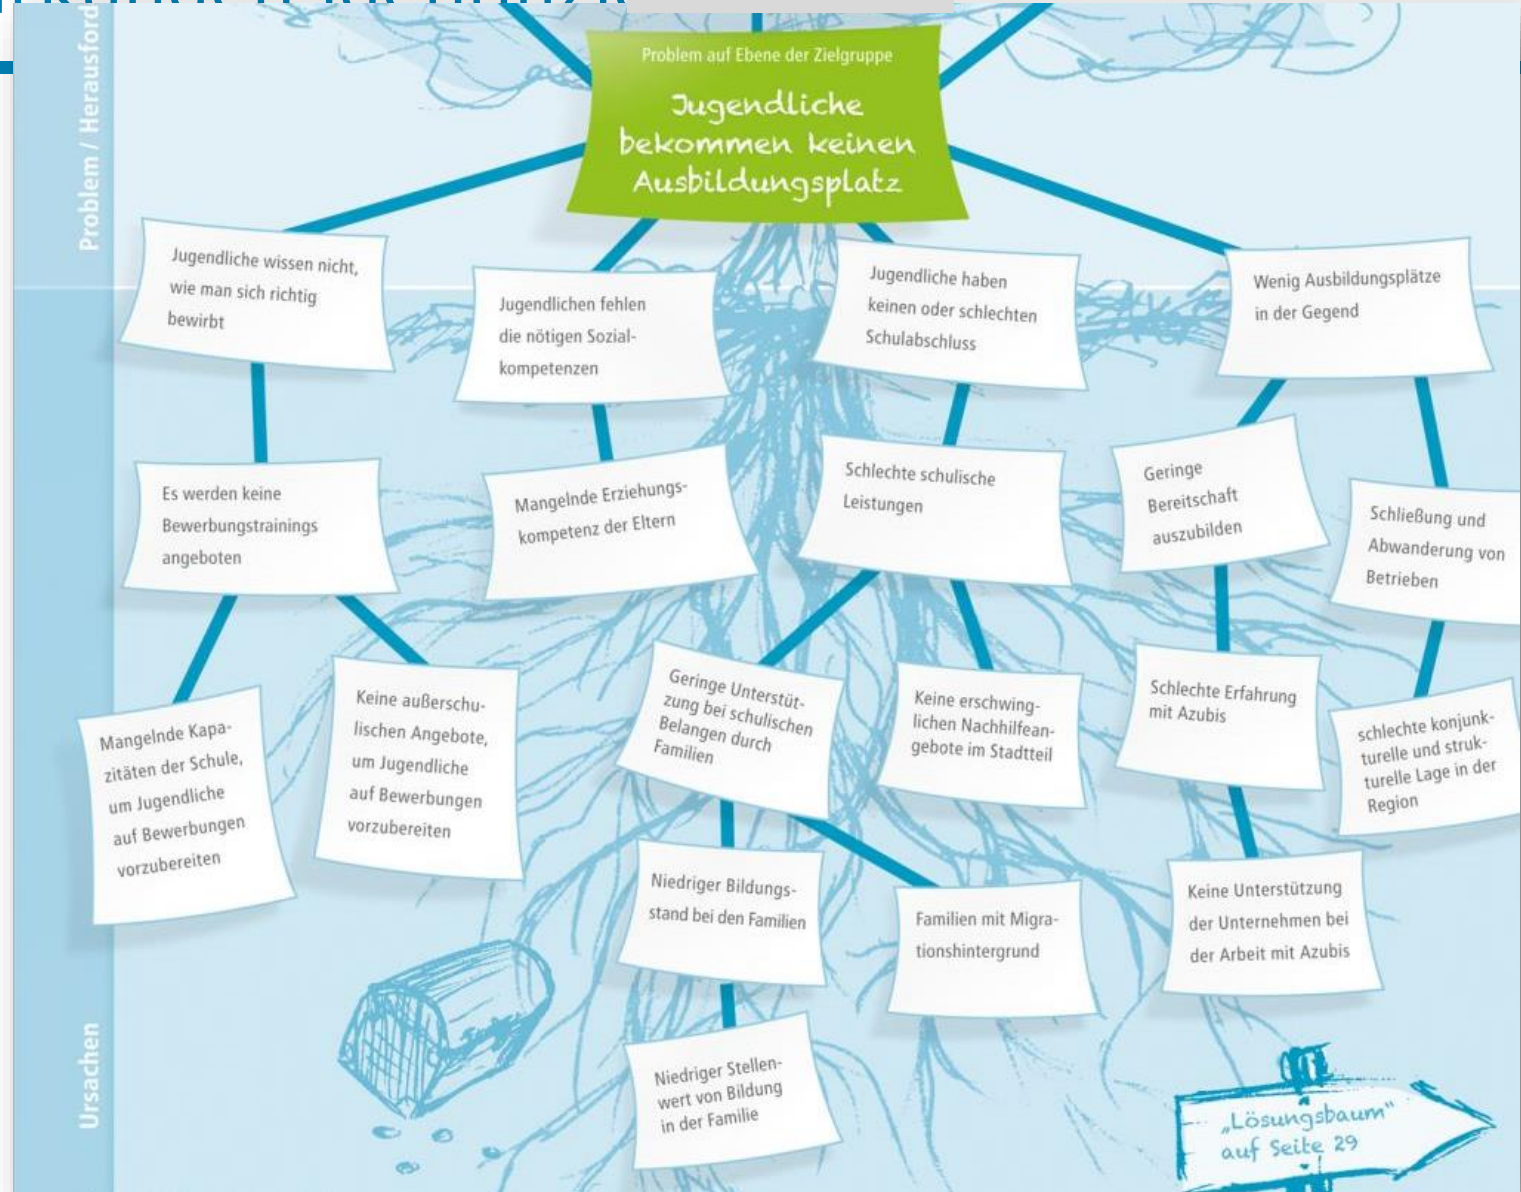 Problem / Herausford
Problem auf Ebene der Zielgruppe
Jugendliche
bekommen keinen
Ausbildungsplatz
Jugendliche wissen nicht,
wie man sich richtig
bewirbt
Jugendlichen fehlen
die nötigen Sozial-
kompetenzen
Jugendliche haben
keinen oder schlechten
Schulabschluss
Wenig Ausbildungsplätze
in der Gegend
Es werden keine
Bewerbungstrainings
angeboten
Mangelnde Erziehungs-
kompetenz der Eltern
Schlechte schulische
Leistungen
Geringe
Bereitschaft
auszubilden
Schließung und
Abwanderung von
Betrieben
Mangelnde Kapa-
zitäten der Schule,
um Jugendliche
auf Bewerbungen
vorzubereiten
Keine außerschu-
lischen Angebote,
um Jugendliche
auf Bewerbungen
vorzubereiten
Geringe Unterstüt-
zung bei schulischen
Belangen durch
Familien
Keine erschwing-
lichen Nachhilfean-
gebote im Stadtteil
Schlechte Erfahrung
mit Azubis
schlechte konjunk-
turelle und struk-
turelle Lage in der
Region
Niedriger Bildungs-
stand bei den Familien
Familien mit Migra-
tionshintergrund
Keine Unterstützung
der Unternehmen bei
der Arbeit mit Azubis
Niedriger Stellen-
wert von Bildung
in der Familie
Ursachen
„Lösungsbaum"
auf Seite 29